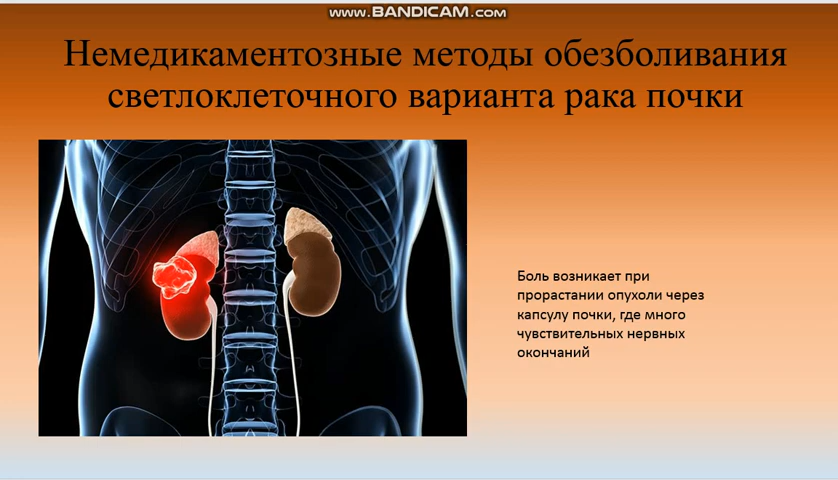 www.BANDICAM.com
Немедикаментозные методы обезболивания
светлоклеточного варианта рака почки
Боль возникает при
прорастании опухоли через
капсулу почки, где много
чувствительных нервных
окончаний